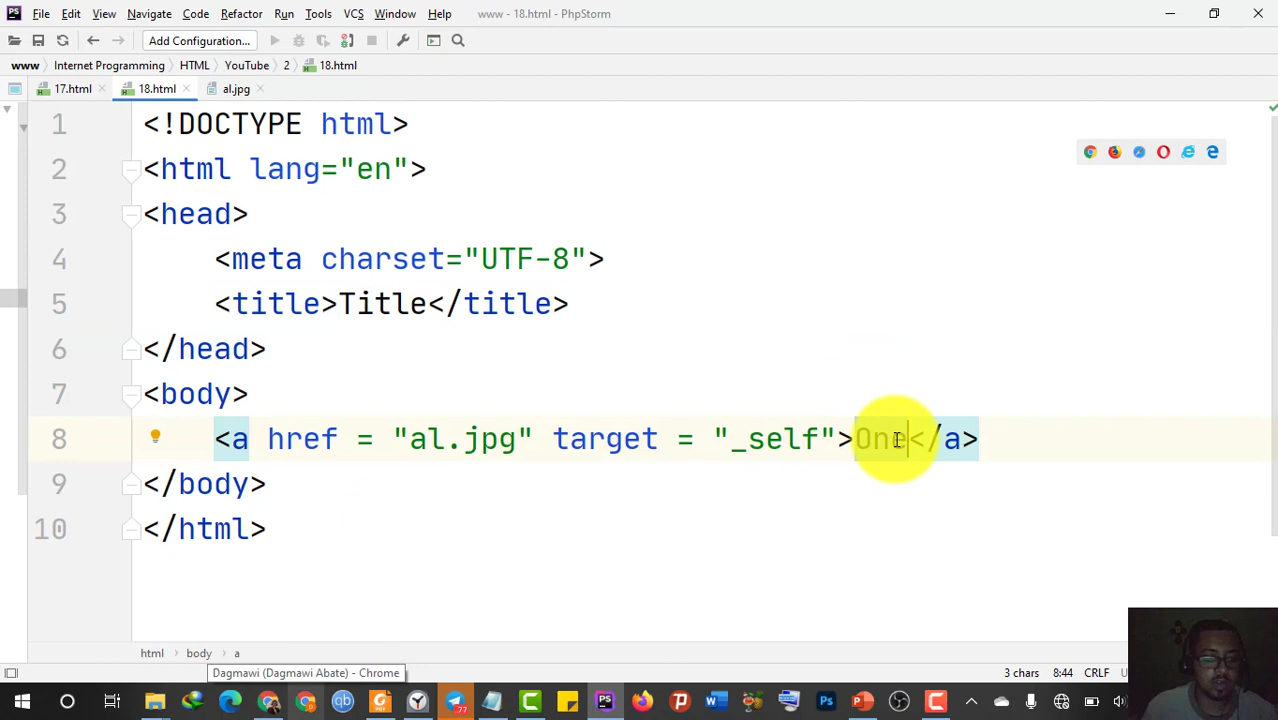 File Edit View Navigate Code Refactor Run Tools VCS Window Help www - 18.html - PhpStorm
Add Configuration...
www Internet Programming HTML YouTube 2 18.html
17.html 18.html al.jpg
1 <!DOCTYPE html>
2 <html lang="en">
3 <head>
4 <meta charset="UTF-8">
5 <title>Title</title>
6 </head>
7 <body>
8 <a href = "al.jpg" target = "_self">One</a>
9 </body>
10 </html>
html body a
Dagmawi (Dagmawi Abate) - Chrome
3 chars 8:44 CRLF